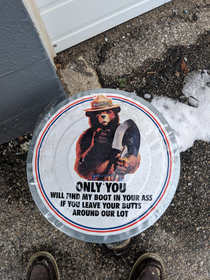 ONLY YOU
WILL FIND MY BOOT IN YOUR ASS
IF YOU LEAVE YOUR BUTTS
AROUND OUR LOT